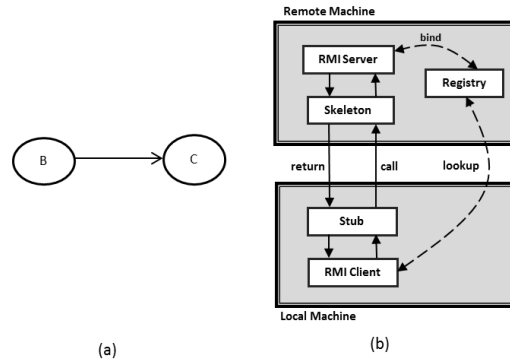 Remote Machine
bind
RMI Server
Registry
Skeleton
B
C
return
call
lookup
Stub
RMI Client
Local Machine
(a)
(b)